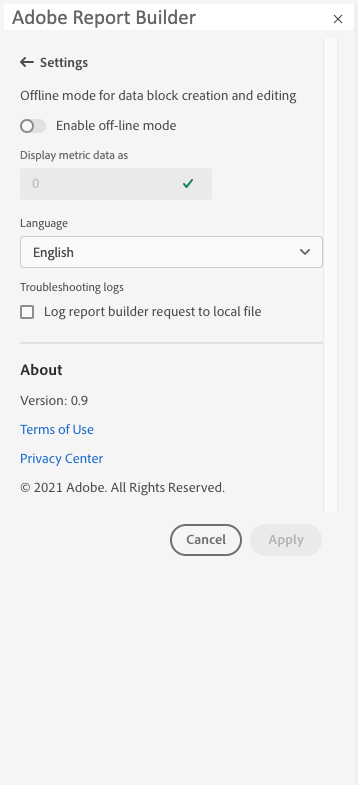 Adobe Report Builder
Settings
Offline mode for data block creation and editing
Enable off-line mode
Display metric data as
0
Language
English
Troubleshooting logs
Log report builder request to local file
About
Version: 0.9
Terms of Use
Privacy Center
© 2021 Adobe. All Rights Reserved.
Cancel Apply